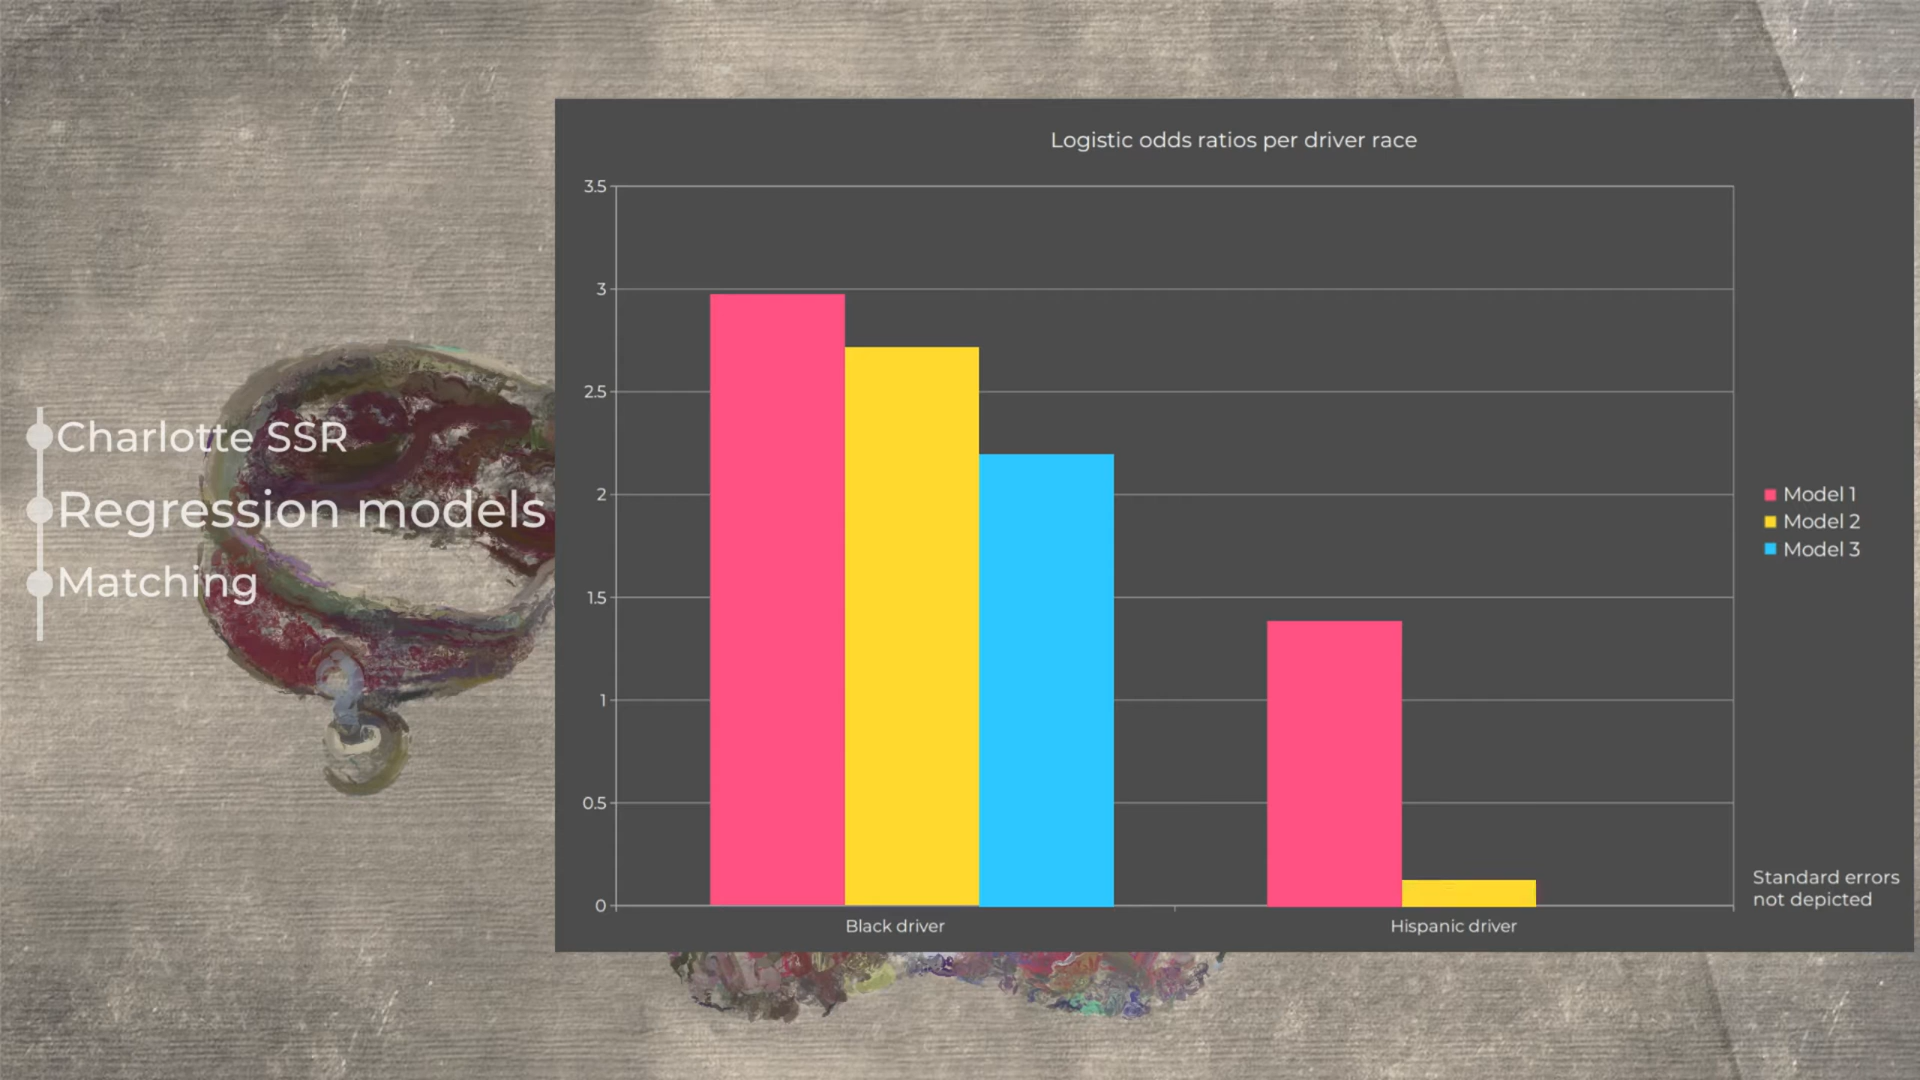 Charlotte SSR
Regression models
Matching
Logistic odds ratios per driver race
3.5
3
2.5
2
1.5
1
0.5
0
Black driver
Hispanic driver
Model 1
Model 2
Model 3
Standard errors
not depicted